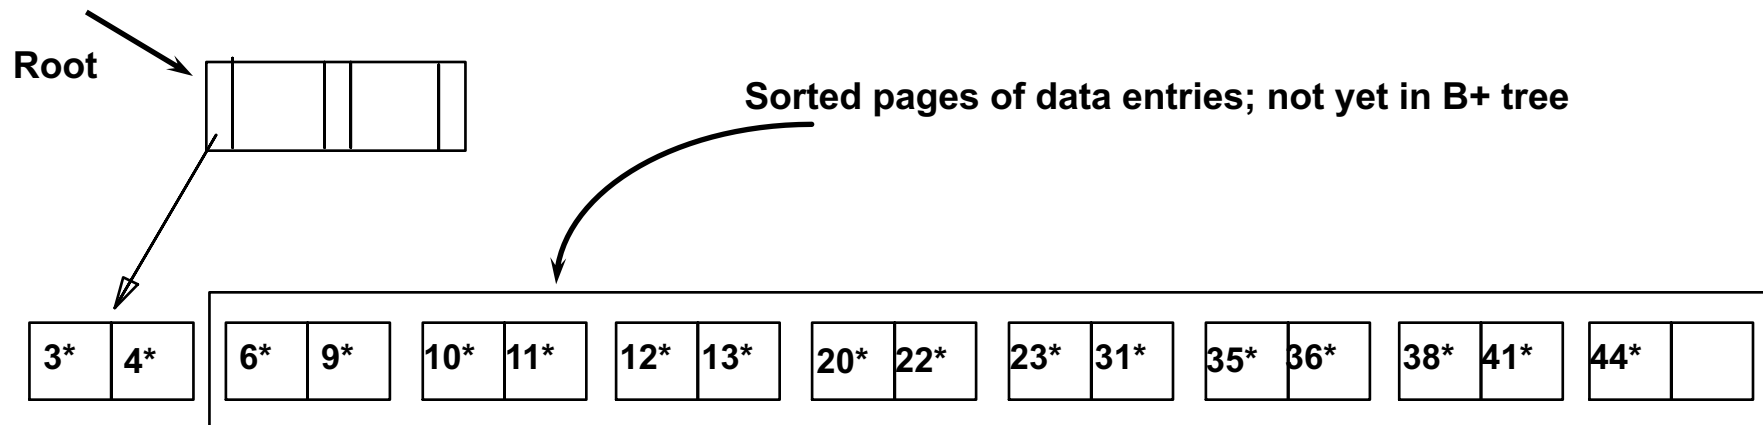 Root
Sorted pages of data entries; not yet in B+ tree
3* 4* 6* 9* 10* 11* 12* 13* 20* 22* 23* 31* 35* 36* 38* 41* 44*